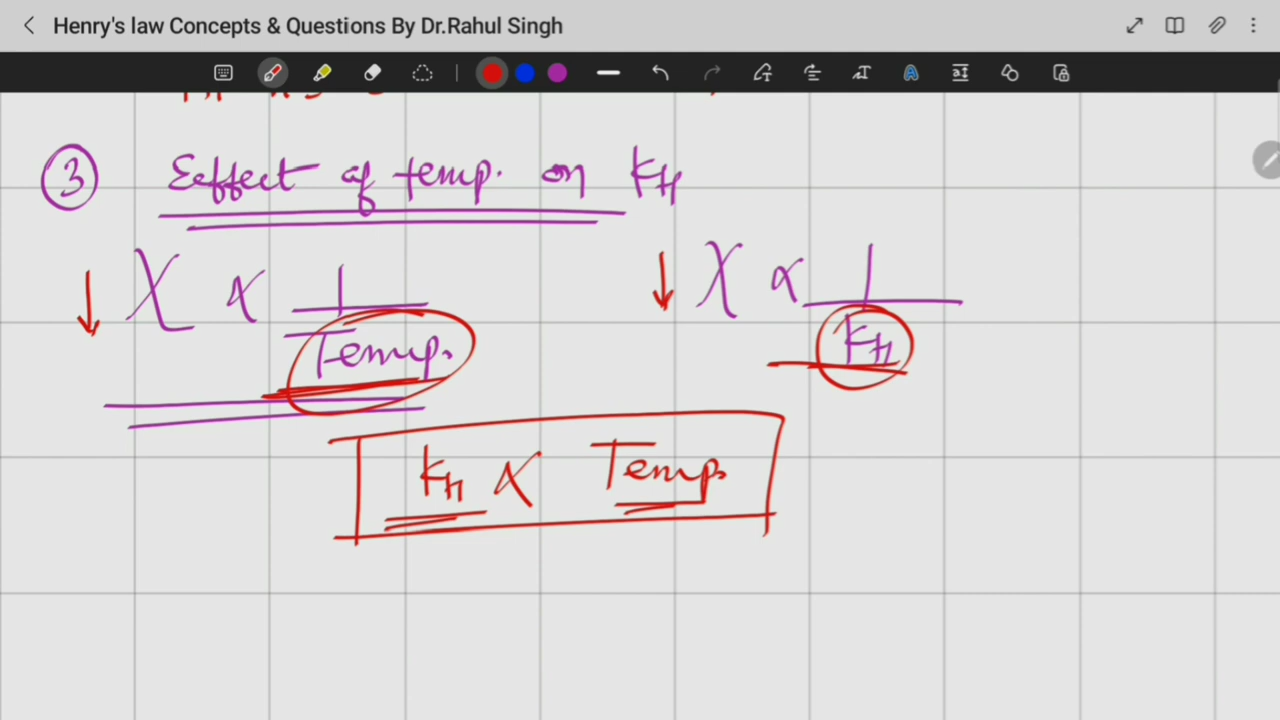 Henry's law Concepts & Questions By Dr.Rahul Singh
③ Eeffect of temp. on KH
↓ X ∝ 1/Temp. ↓ X ∝ 1/KH
KH ∝ Temp.